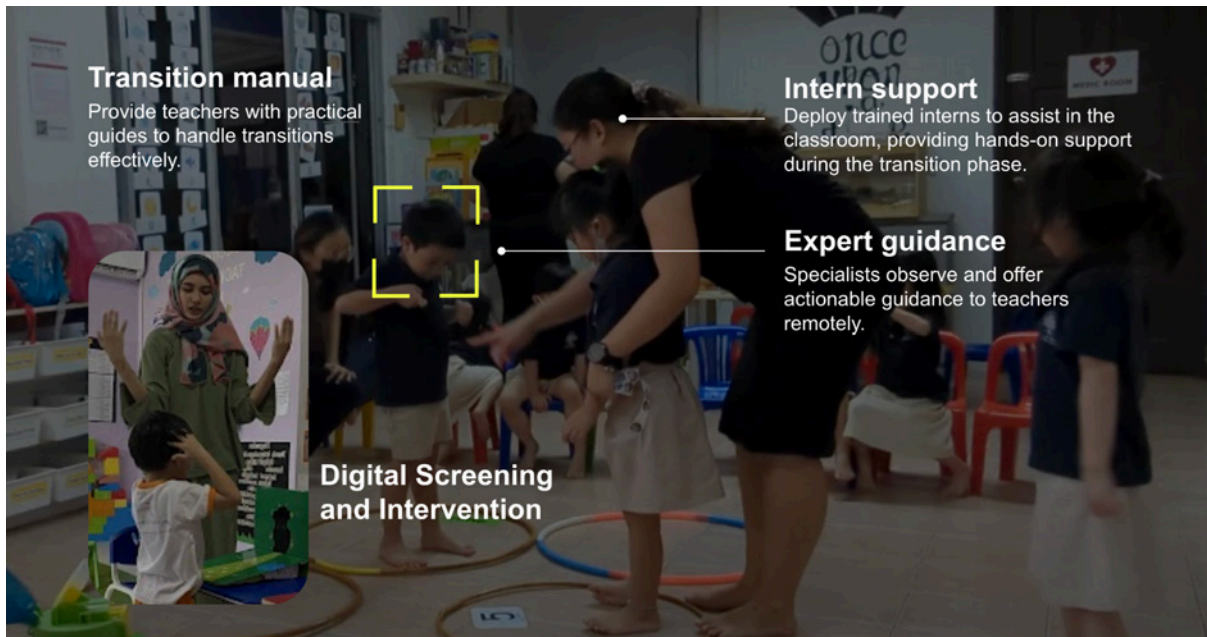 Transition manual
Provide teachers with practical
guides to handle transitions
effectively.
once
upon
a
MEDIC ROOM
Intern support
Deploy trained interns to assist in the
classroom, providing hands-on support
during the transition phase.
Expert guidance
Specialists observe and offer
actionable guidance to teachers
remotely.
Digital Screening
and Intervention
5